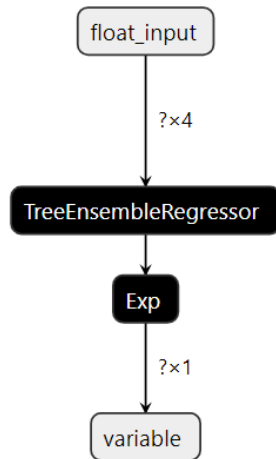 float_input
?×4
TreeEnsembleRegressor
Exp
?×1
variable